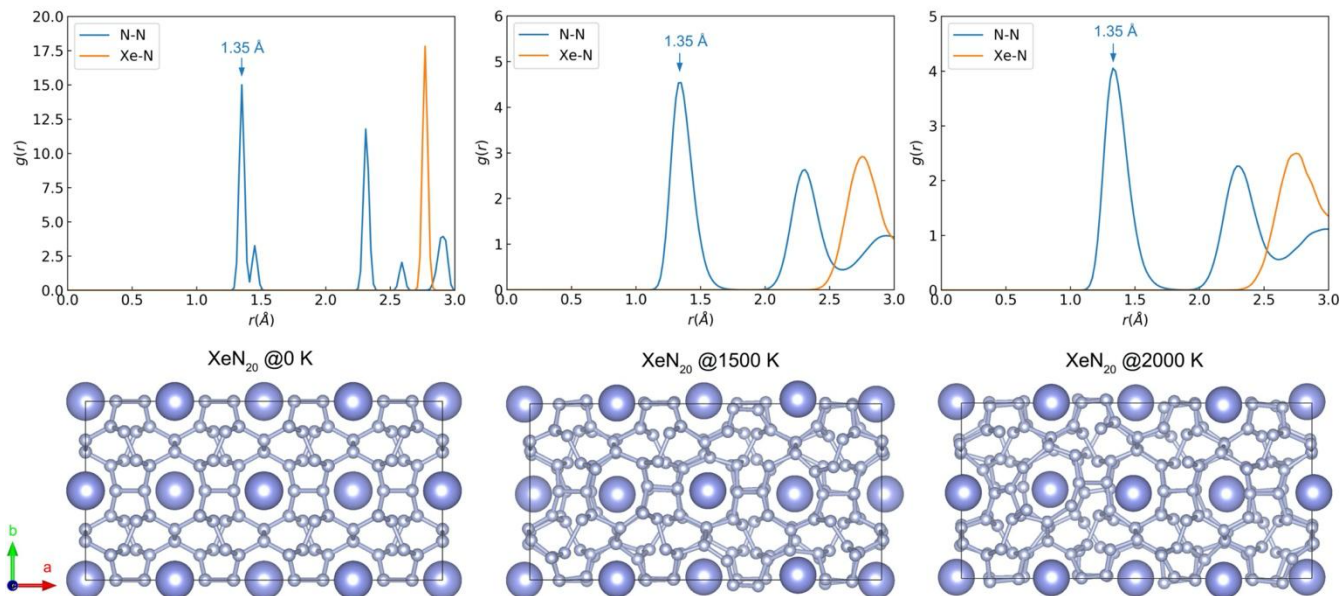 20.0
17.5
15.0
12.5
10.0
7.5
5.0
2.5
0.0
g(r)
N-N
Xe-N
1.35 Å
0.0 0.5 1.0 1.5 2.0 2.5 3.0
r(Å)
6
5
4
3
2
1
0
g(r)
N-N
Xe-N
1.35 Å
0.0 0.5 1.0 1.5 2.0 2.5 3.0
r(Å)
5
4
3
2
1
0
g(r)
N-N
Xe-N
1.35 Å
0.0 0.5 1.0 1.5 2.0 2.5 3.0
r(Å)
XeN₂₀ @0 K
XeN₂₀ @1500 K
XeN₂₀ @2000 K
b
a